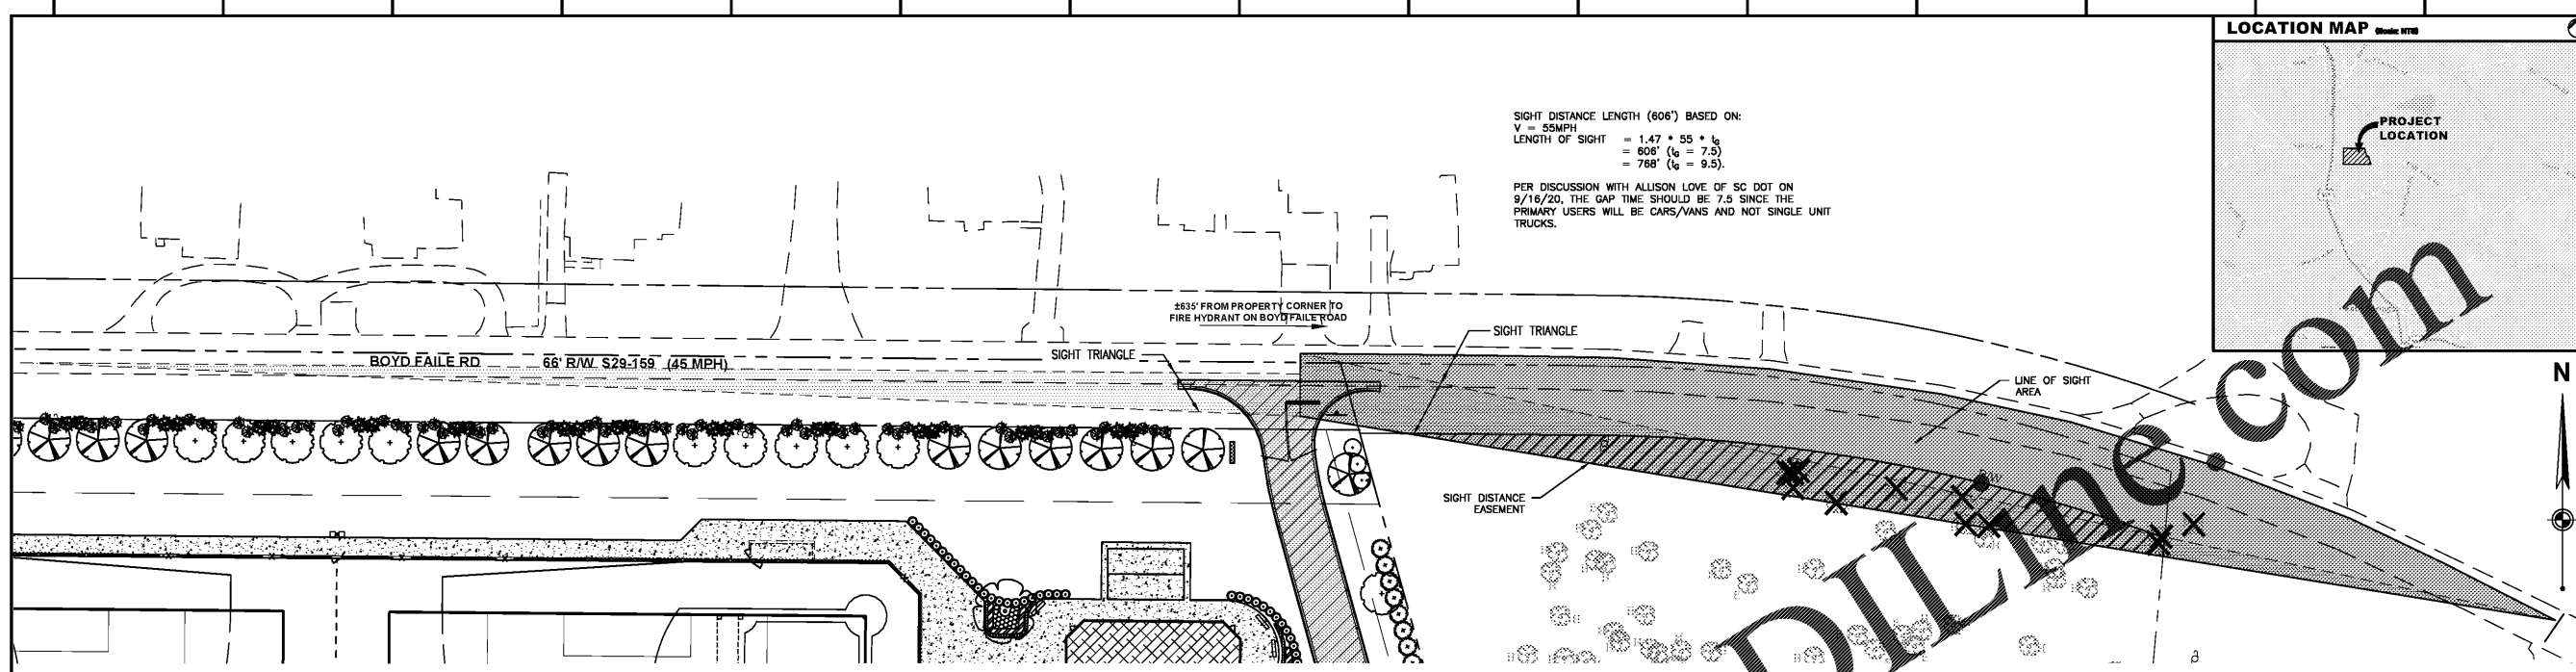 LOCATION MAP (Scale: NTS)
PROJECT
LOCATION
SIGHT DISTANCE LENGTH (606') BASED ON:
V = 55MPH
LENGTH OF SIGHT = 1.47 * 55 * tG
= 606' (tG = 7.5)
= 768' (tG = 9.5).
PER DISCUSSION WITH ALLISON LOVE OF SC DOT ON
9/16/20, THE GAP TIME SHOULD BE 7.5 SINCE THE
PRIMARY USERS WILL BE CARS/VANS AND NOT SINGLE UNIT
TRUCKS.
±635' FROM PROPERTY CORNER TO
FIRE HYDRANT ON BOYD FAILE ROAD
SIGHT TRIANGLE
SIGHT TRIANGLE
BOYD FAILE RD 66' R/W S29-159 (45 MPH)
LINE OF SIGHT
AREA
N
SIGHT DISTANCE
EASEMENT
DILine com